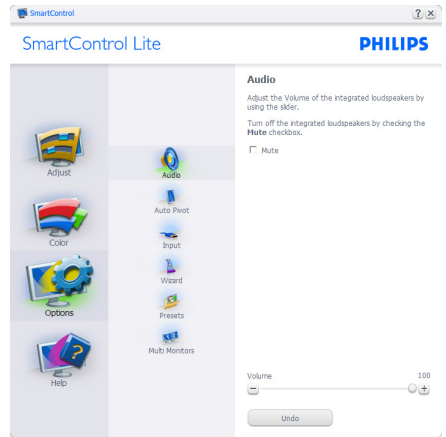 SmartControl
SmartControl Lite
PHILIPS
Adjust
Color
Options
Help
Audio
Auto Pivot
Input
Wizard
Presets
Multi Monitors
Audio
Adjust the Volume of the integrated loudspeakers by
using the slider.
Turn off the integrated loudspeakers by checking the
Mute checkbox.
Mute
Volume 100
Undo